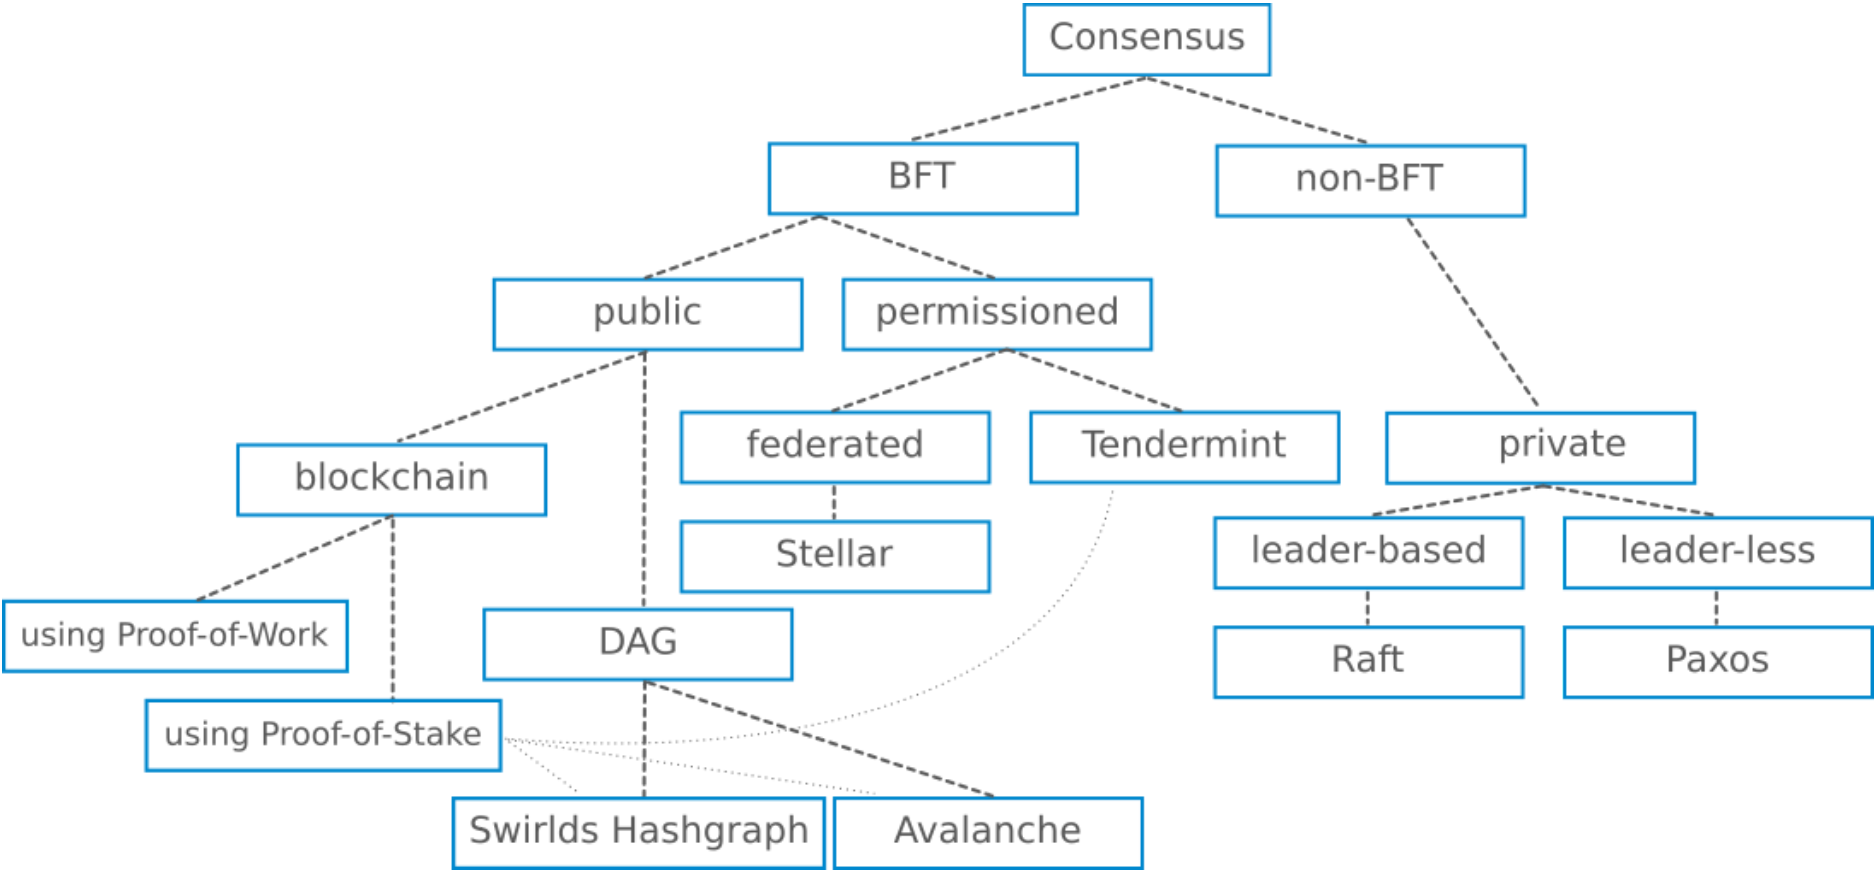 Consensus
BFT
non-BFT
public
permissioned
federated
Tendermint
private
blockchain
Stellar
leader-based
leader-less
using Proof-of-Work
DAG
Raft
Paxos
using Proof-of-Stake
Swirlds Hashgraph
Avalanche